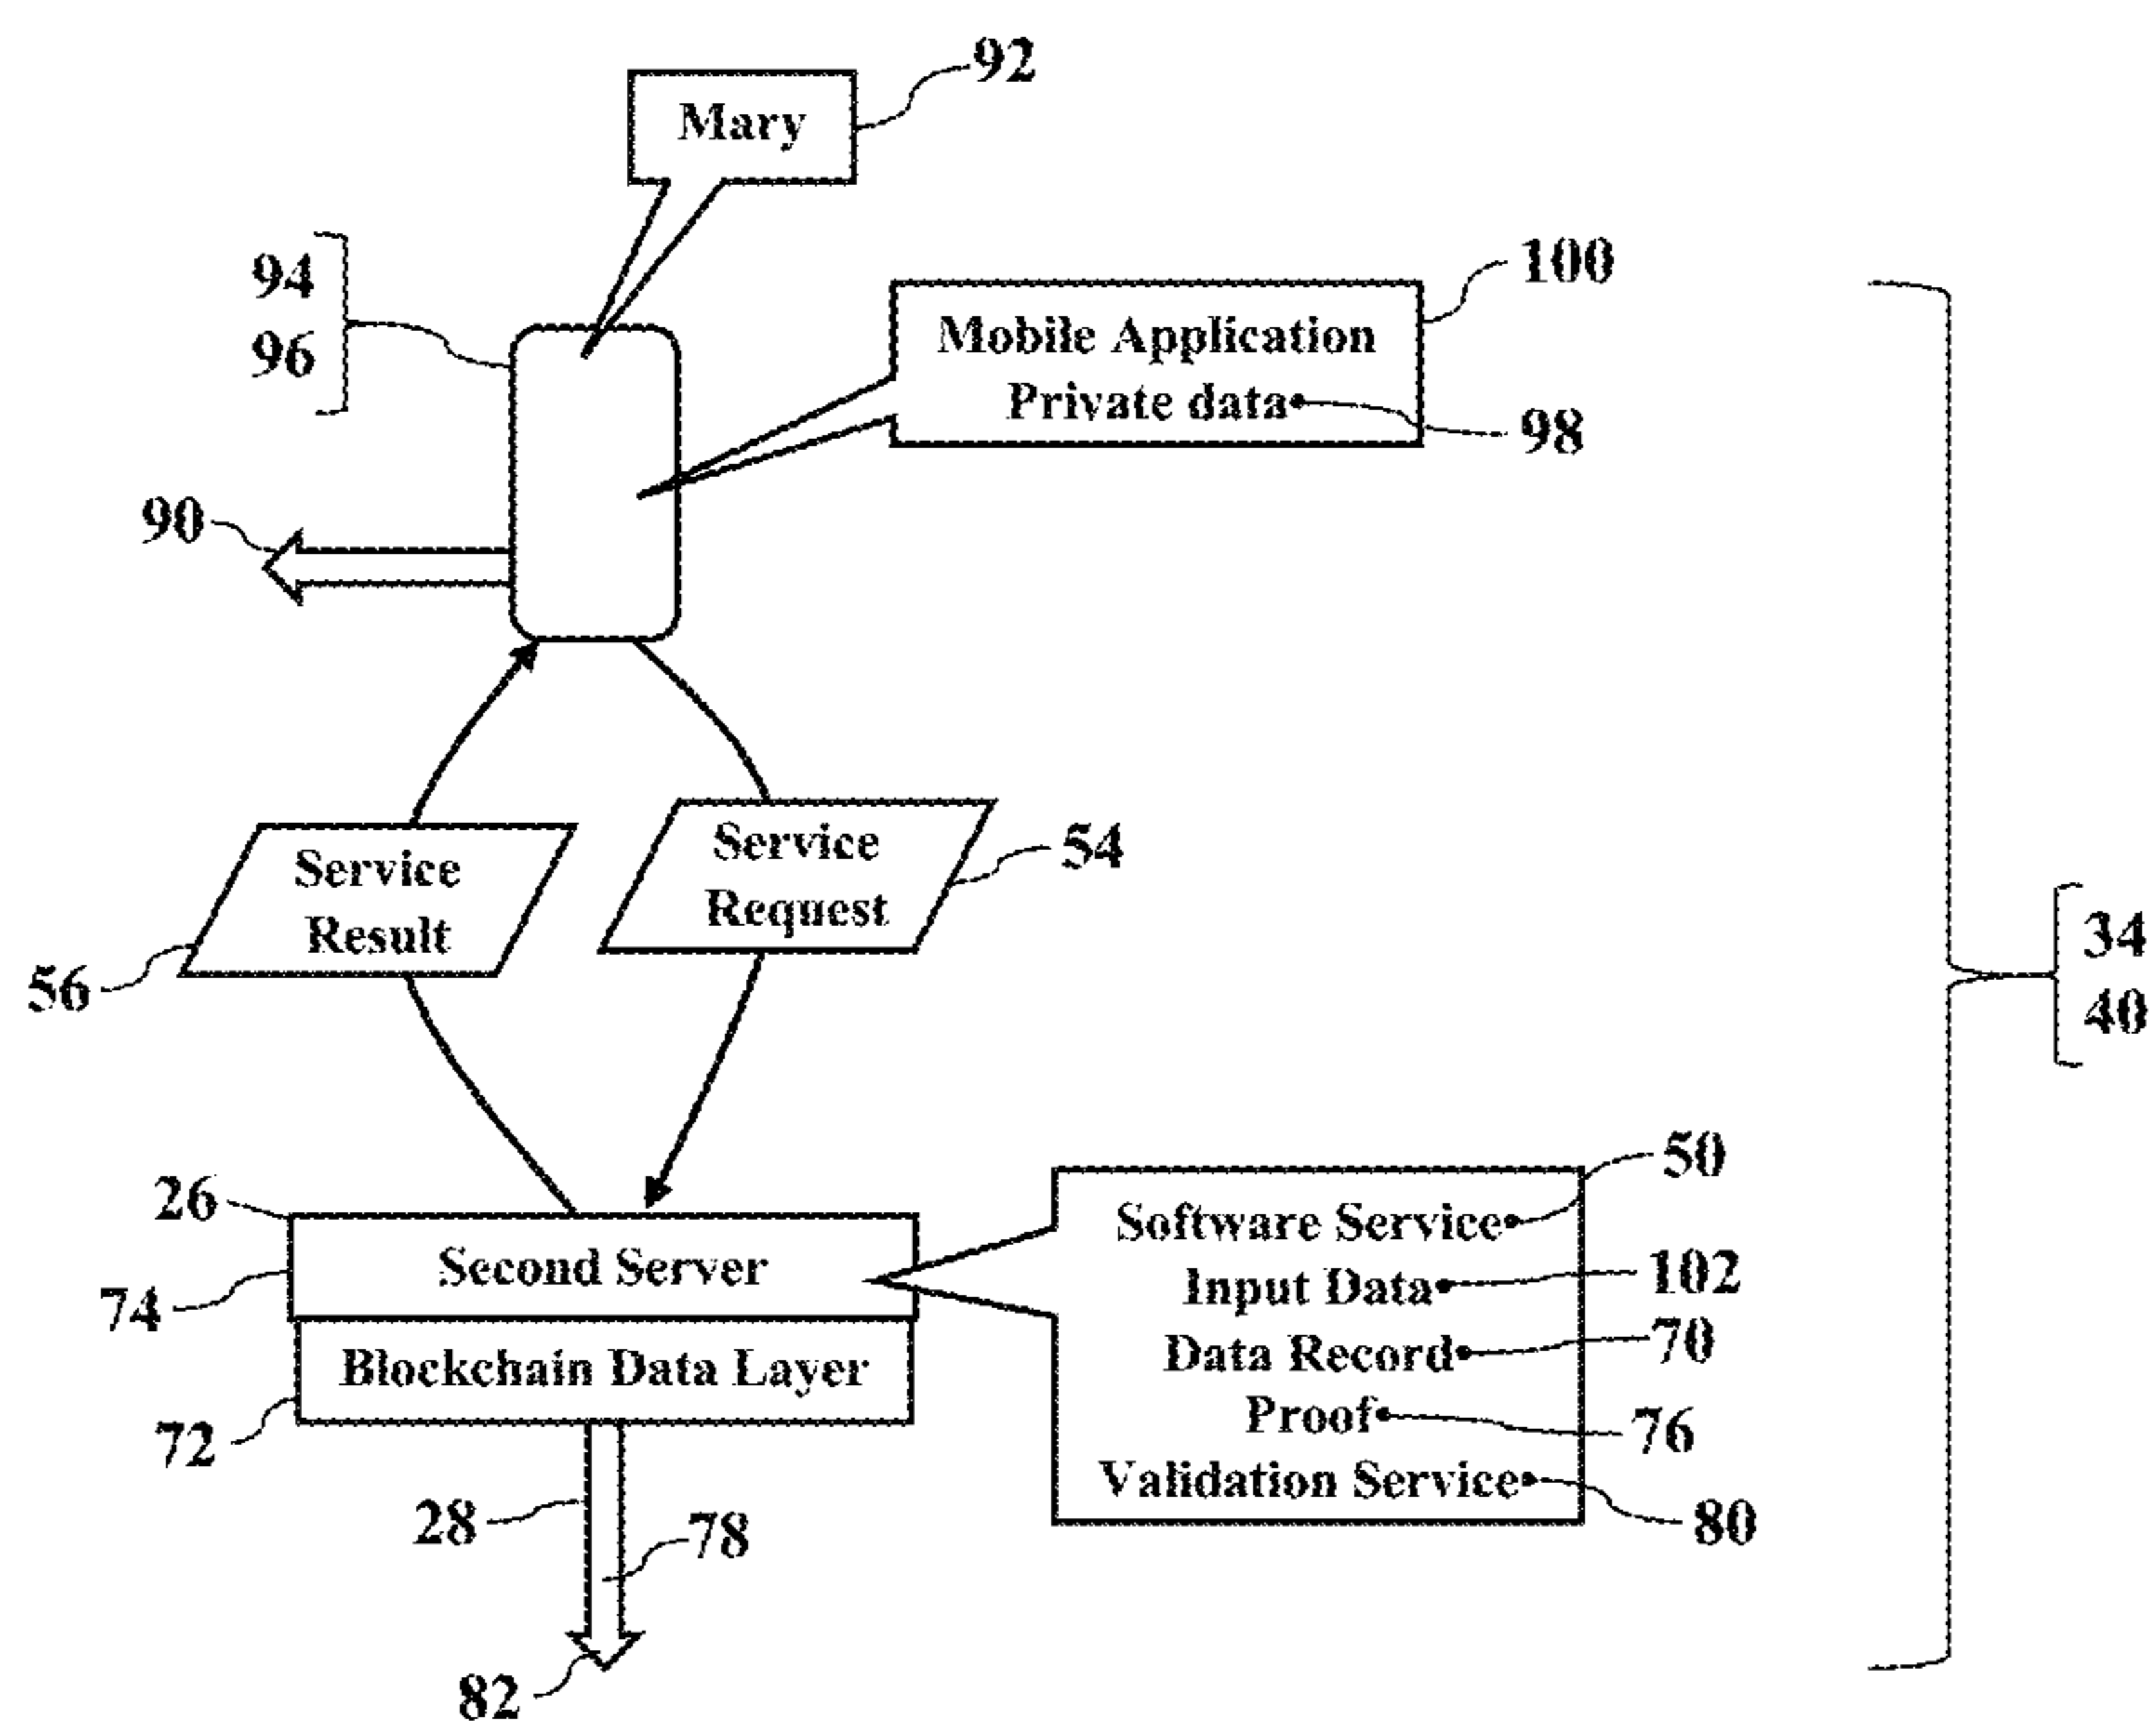 92
Mary
94
96
100
Mobile Application
Private data
98
90
Service
Request
54
Service
Result
56
34
40
50
26
Second Server
74
Software Service
Input Data
102
Data Record
70
Proof
76
Validation Service
80
Blockchain Data Layer
72
28
78
82